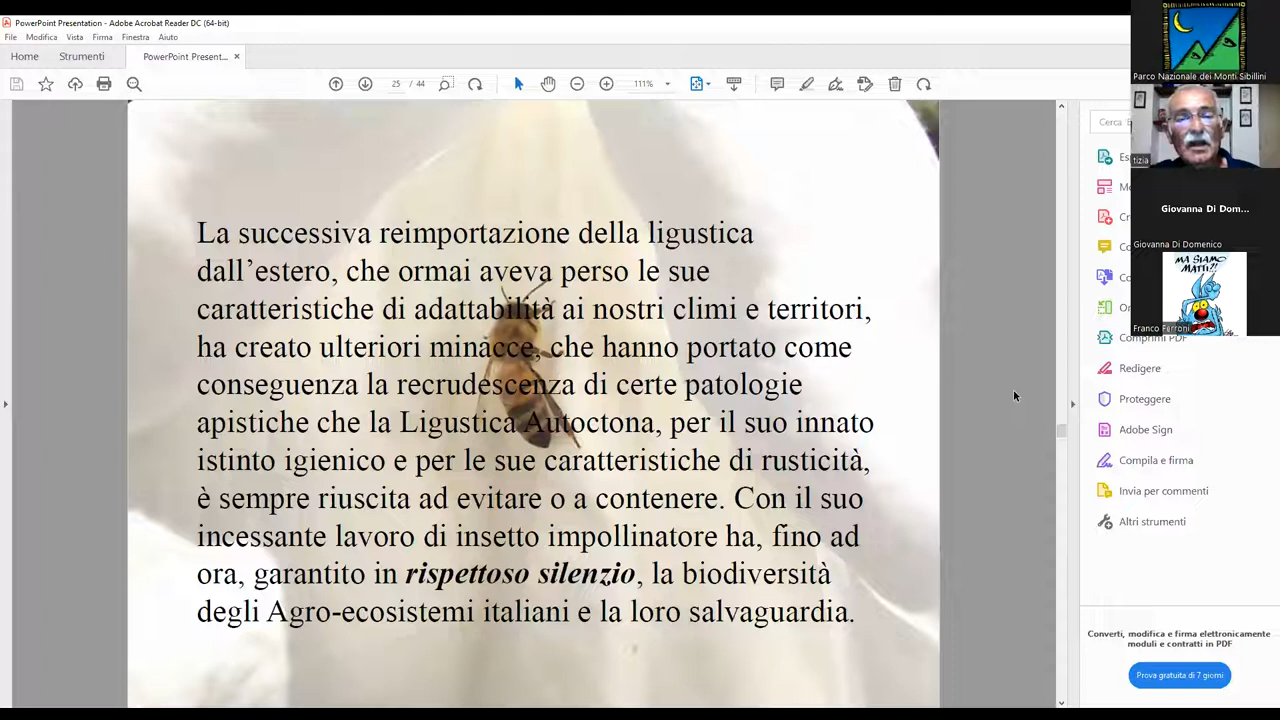 PowerPoint Presentation - Adobe Acrobat Reader DC (64-bit)
File Modifica Vista Firma Finestra Aiuto
Home Strumenti PowerPoint Present... ×
25 / 44 111%
La successiva reimportazione della ligustica
dall’estero, che ormai aveva perso le sue
caratteristiche di adattabilità ai nostri climi e territori,
ha creato ulteriori minacce, che hanno portato come
conseguenza la recrudescenza di certe patologie
apistiche che la Ligustica Autoctona, per il suo innato
istinto igienico e per le sue caratteristiche di rusticità,
è sempre riuscita ad evitare o a contenere. Con il suo
incessante lavoro di insetto impollinatore ha, fino ad
ora, garantito in rispettoso silenzio, la biodiversità
degli Agro-ecosistemi italiani e la loro salvaguardia.
Cerca
Comprimi PDF
Redigere
Proteggere
Adobe Sign
Compila e firma
Invia per commenti
Altri strumenti
Converti, modifica e firma elettronicamente
moduli e contratti in PDF
Prova gratuita di 7 giorni
Parco Nazionale dei Monti Sibillini
tizia
Giovanna Di Dom...
Giovanna Di Domenico
MA SIAMO
MATTI!!
Franco Ferroni